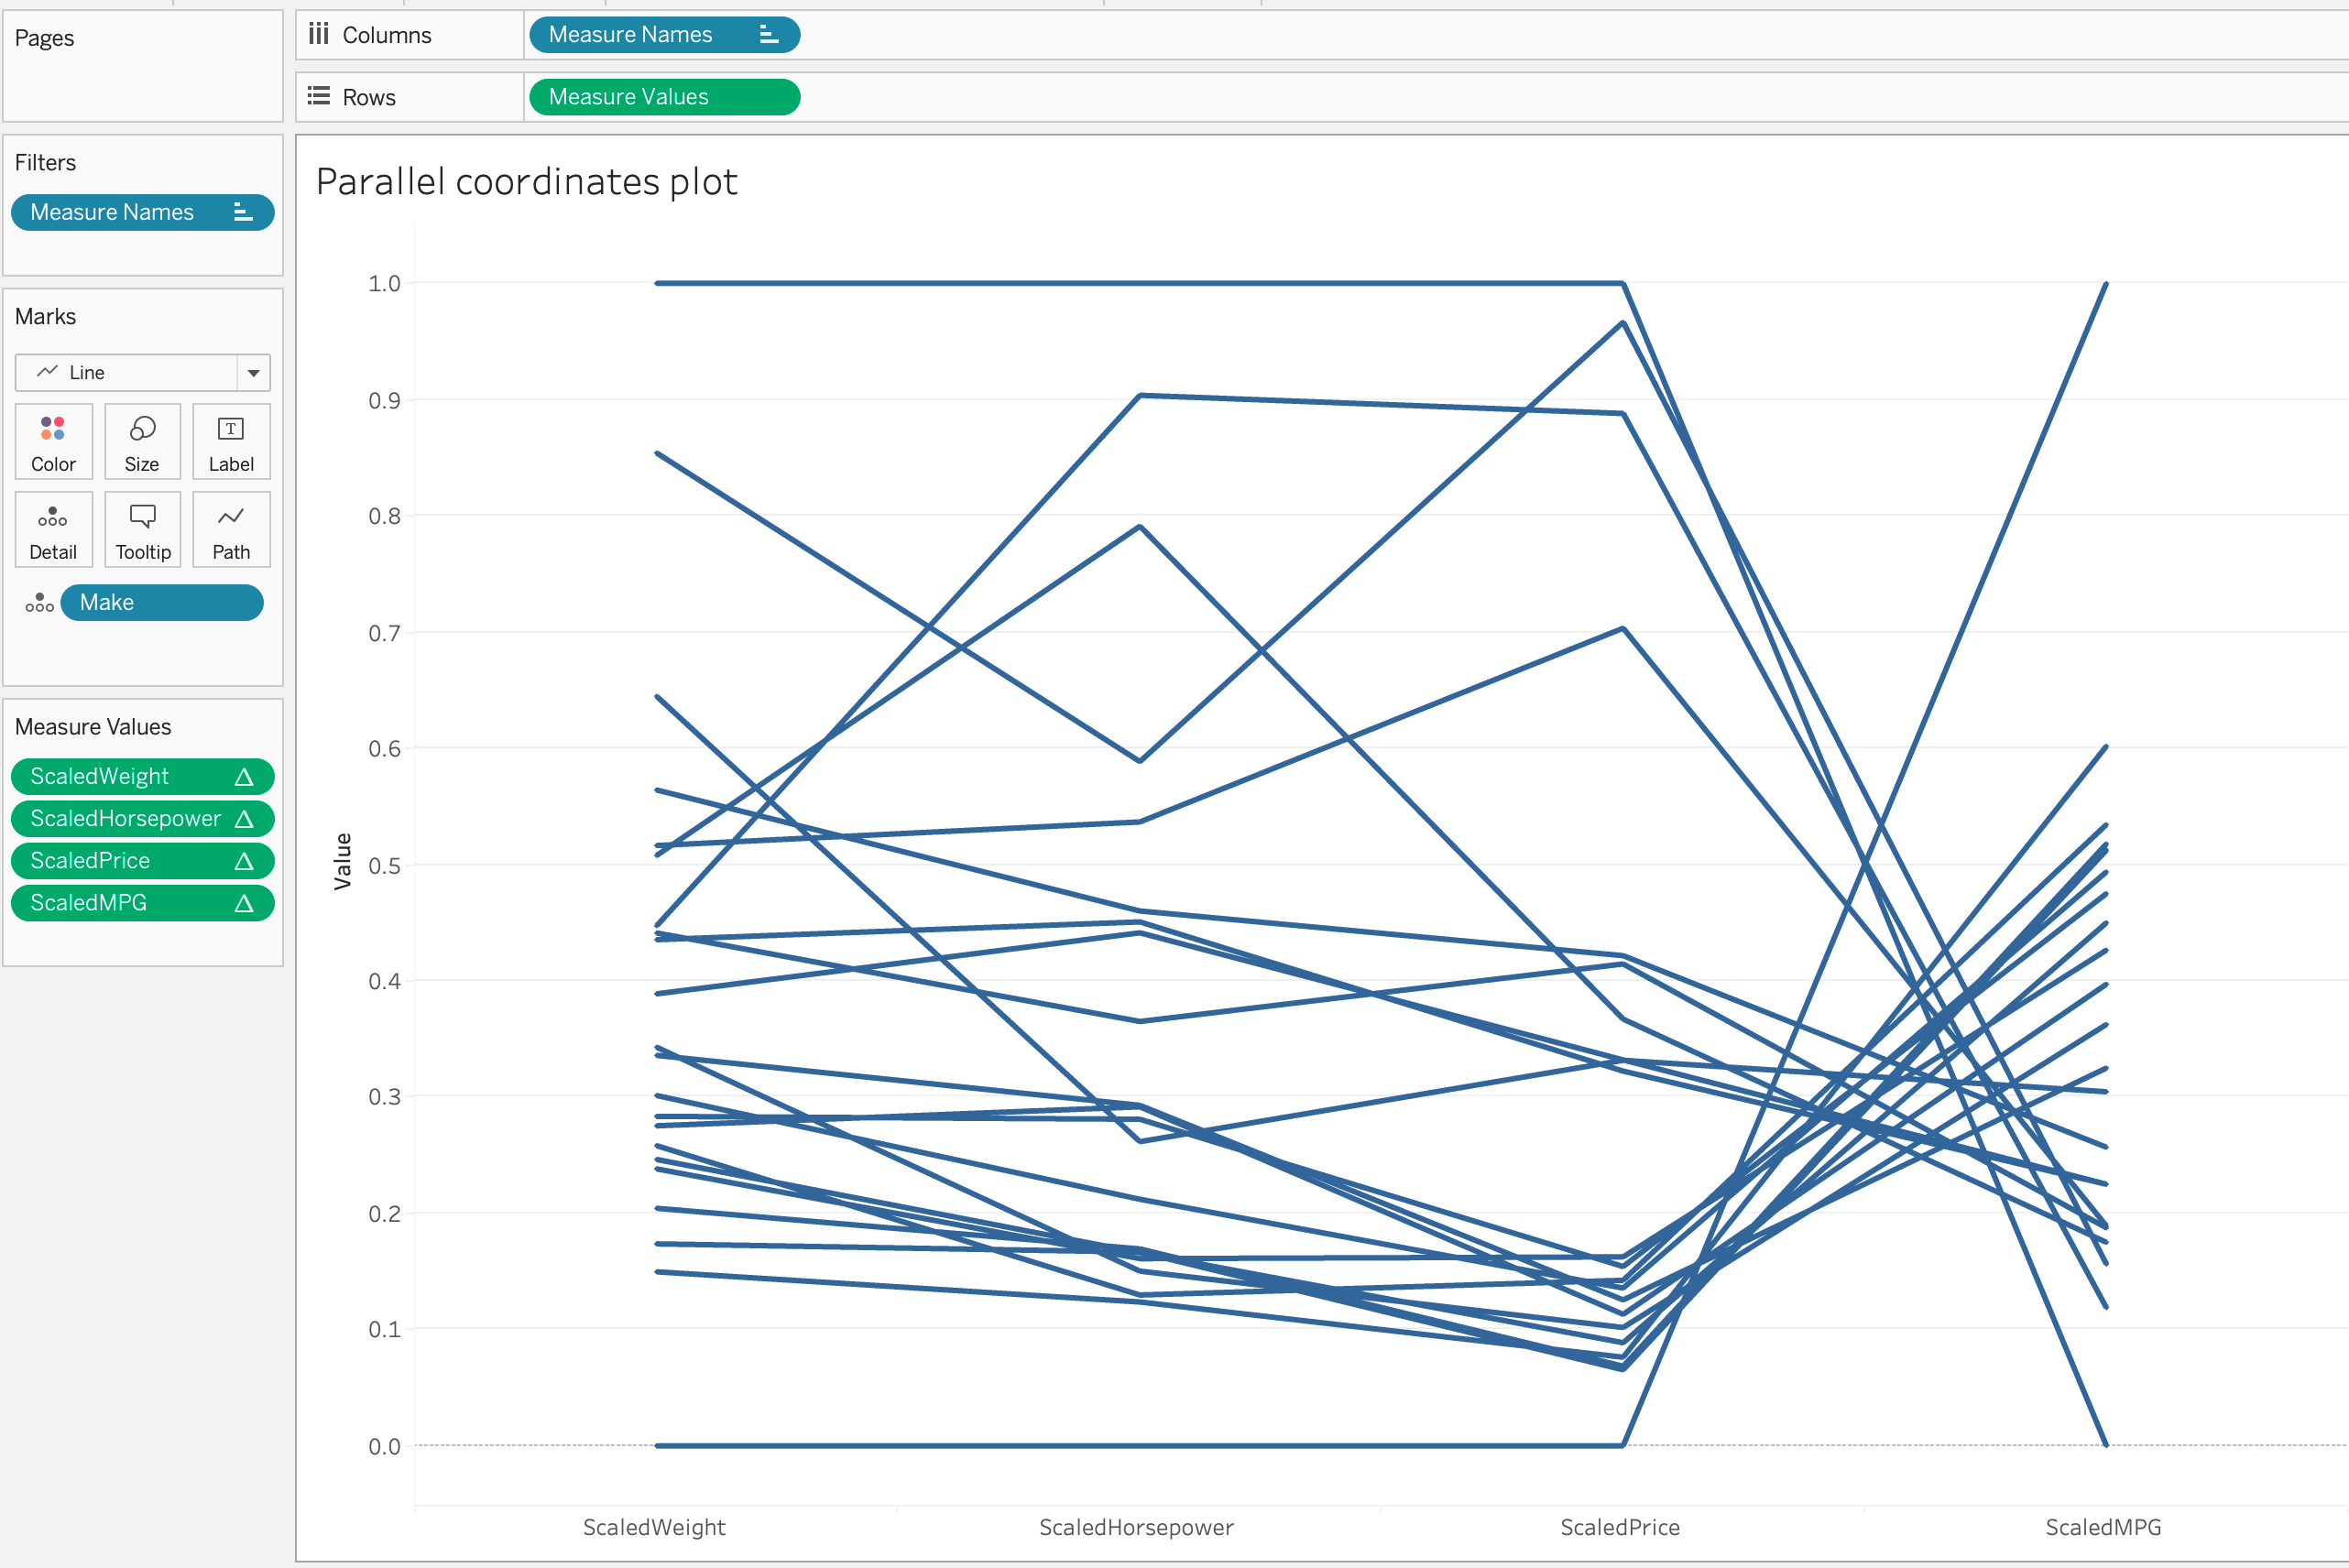 Pages
Columns
Measure Names
Rows
Measure Values
Filters
Measure Names
Marks
Line
Color
Size
T
Label
Detail
Tooltip
Path
Make
Measure Values
ScaledWeight
ScaledHorsepower
ScaledPrice
ScaledMPG
Parallel coordinates plot
Value
1.0
0.9
0.8
0.7
0.6
0.5
0.4
0.3
0.2
0.1
0.0
ScaledWeight
ScaledHorsepower
ScaledPrice
ScaledMPG